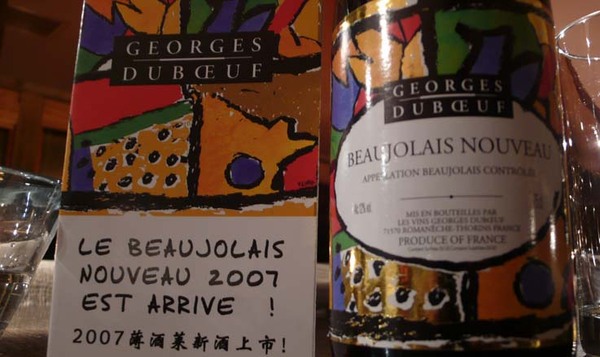 GEORGES
DUBŒUF
LE BEAUJOLAIS
NOUVEAU 2007
EST ARRIVE !
2007薄酒莱新酒上市!
GEORGES
DUBŒUF
BEAUJOLAIS NOUVEAU
APPELLATION BEAUJOLAIS CONTRÔLÉE
MIS EN BOUTEILLES PAR
LES VINS GEORGES DUBŒUF
71570 ROMANÈCHE-THORINS FRANCE
PRODUCE OF FRANCE